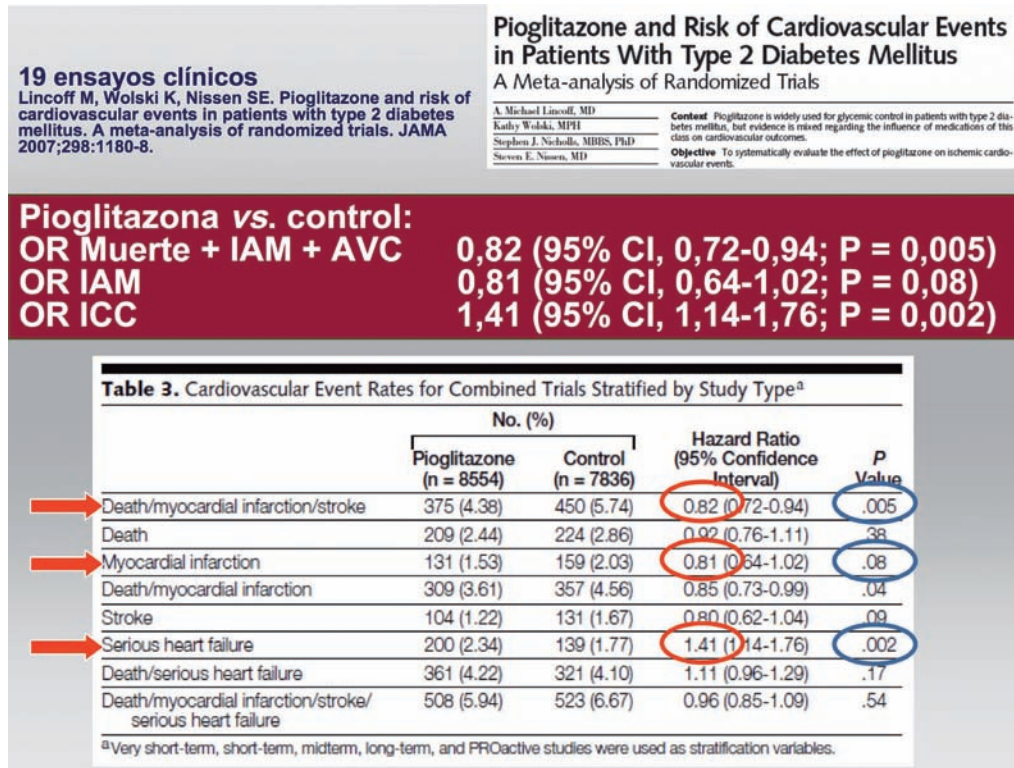 19 ensayos clínicos
Lincoff M, Wolski K, Nissen SE. Pioglitazone and risk of
cardiovascular events in patients with type 2 diabetes
mellitus. A meta-analysis of randomized trials. JAMA
2007;298:1180-8.
Pioglitazone and Risk of Cardiovascular Events
in Patients With Type 2 Diabetes Mellitus
A Meta-analysis of Randomized Trials
A. Michael Lincoff, MD
Kathy Wolski, MPH
Stephen J. Nicholls, MBBS, PhD
Steven E. Nissen, MD
Context Pioglitazone is widely used for glycemic control in patients with type 2 dia-
betes mellitus, but evidence is mixed regarding the influence of medications of this
class on cardiovascular outcomes.
Objective To systematically evaluate the effect of pioglitazone on ischemic cardio-
vascular events.
Pioglitazona vs. control:
OR Muerte + IAM + AVC 0,82 (95% CI, 0,72-0,94; P = 0,005)
OR IAM 0,81 (95% CI, 0,64-1,02; P = 0,08)
OR ICC 1,41 (95% CI, 1,14-1,76; P = 0,002)
Table 3. Cardiovascular Event Rates for Combined Trials Stratified by Study Typeᵃ
No. (%)
Pioglitazone (n = 8554) Control (n = 7836) Hazard Ratio (95% Confidence Interval) P Value
Death/myocardial infarction/stroke 375 (4.38) 450 (5.74) 0.82 (0.72-0.94) .005
Death 209 (2.44) 224 (2.86) 0.92 (0.76-1.11) .38
Myocardial infarction 131 (1.53) 159 (2.03) 0.81 (0.64-1.02) .08
Death/myocardial infarction 309 (3.61) 357 (4.56) 0.85 (0.73-0.99) .04
Stroke 104 (1.22) 131 (1.67) 0.80 (0.62-1.04) .09
Serious heart failure 200 (2.34) 139 (1.77) 1.41 (1.14-1.76) .002
Death/serious heart failure 361 (4.22) 321 (4.10) 1.11 (0.96-1.29) .17
Death/myocardial infarction/stroke/
serious heart failure 508 (5.94) 523 (6.67) 0.96 (0.85-1.09) .54
ᵃVery short-term, short-term, midterm, long-term, and PROactive studies were used as stratification variables.